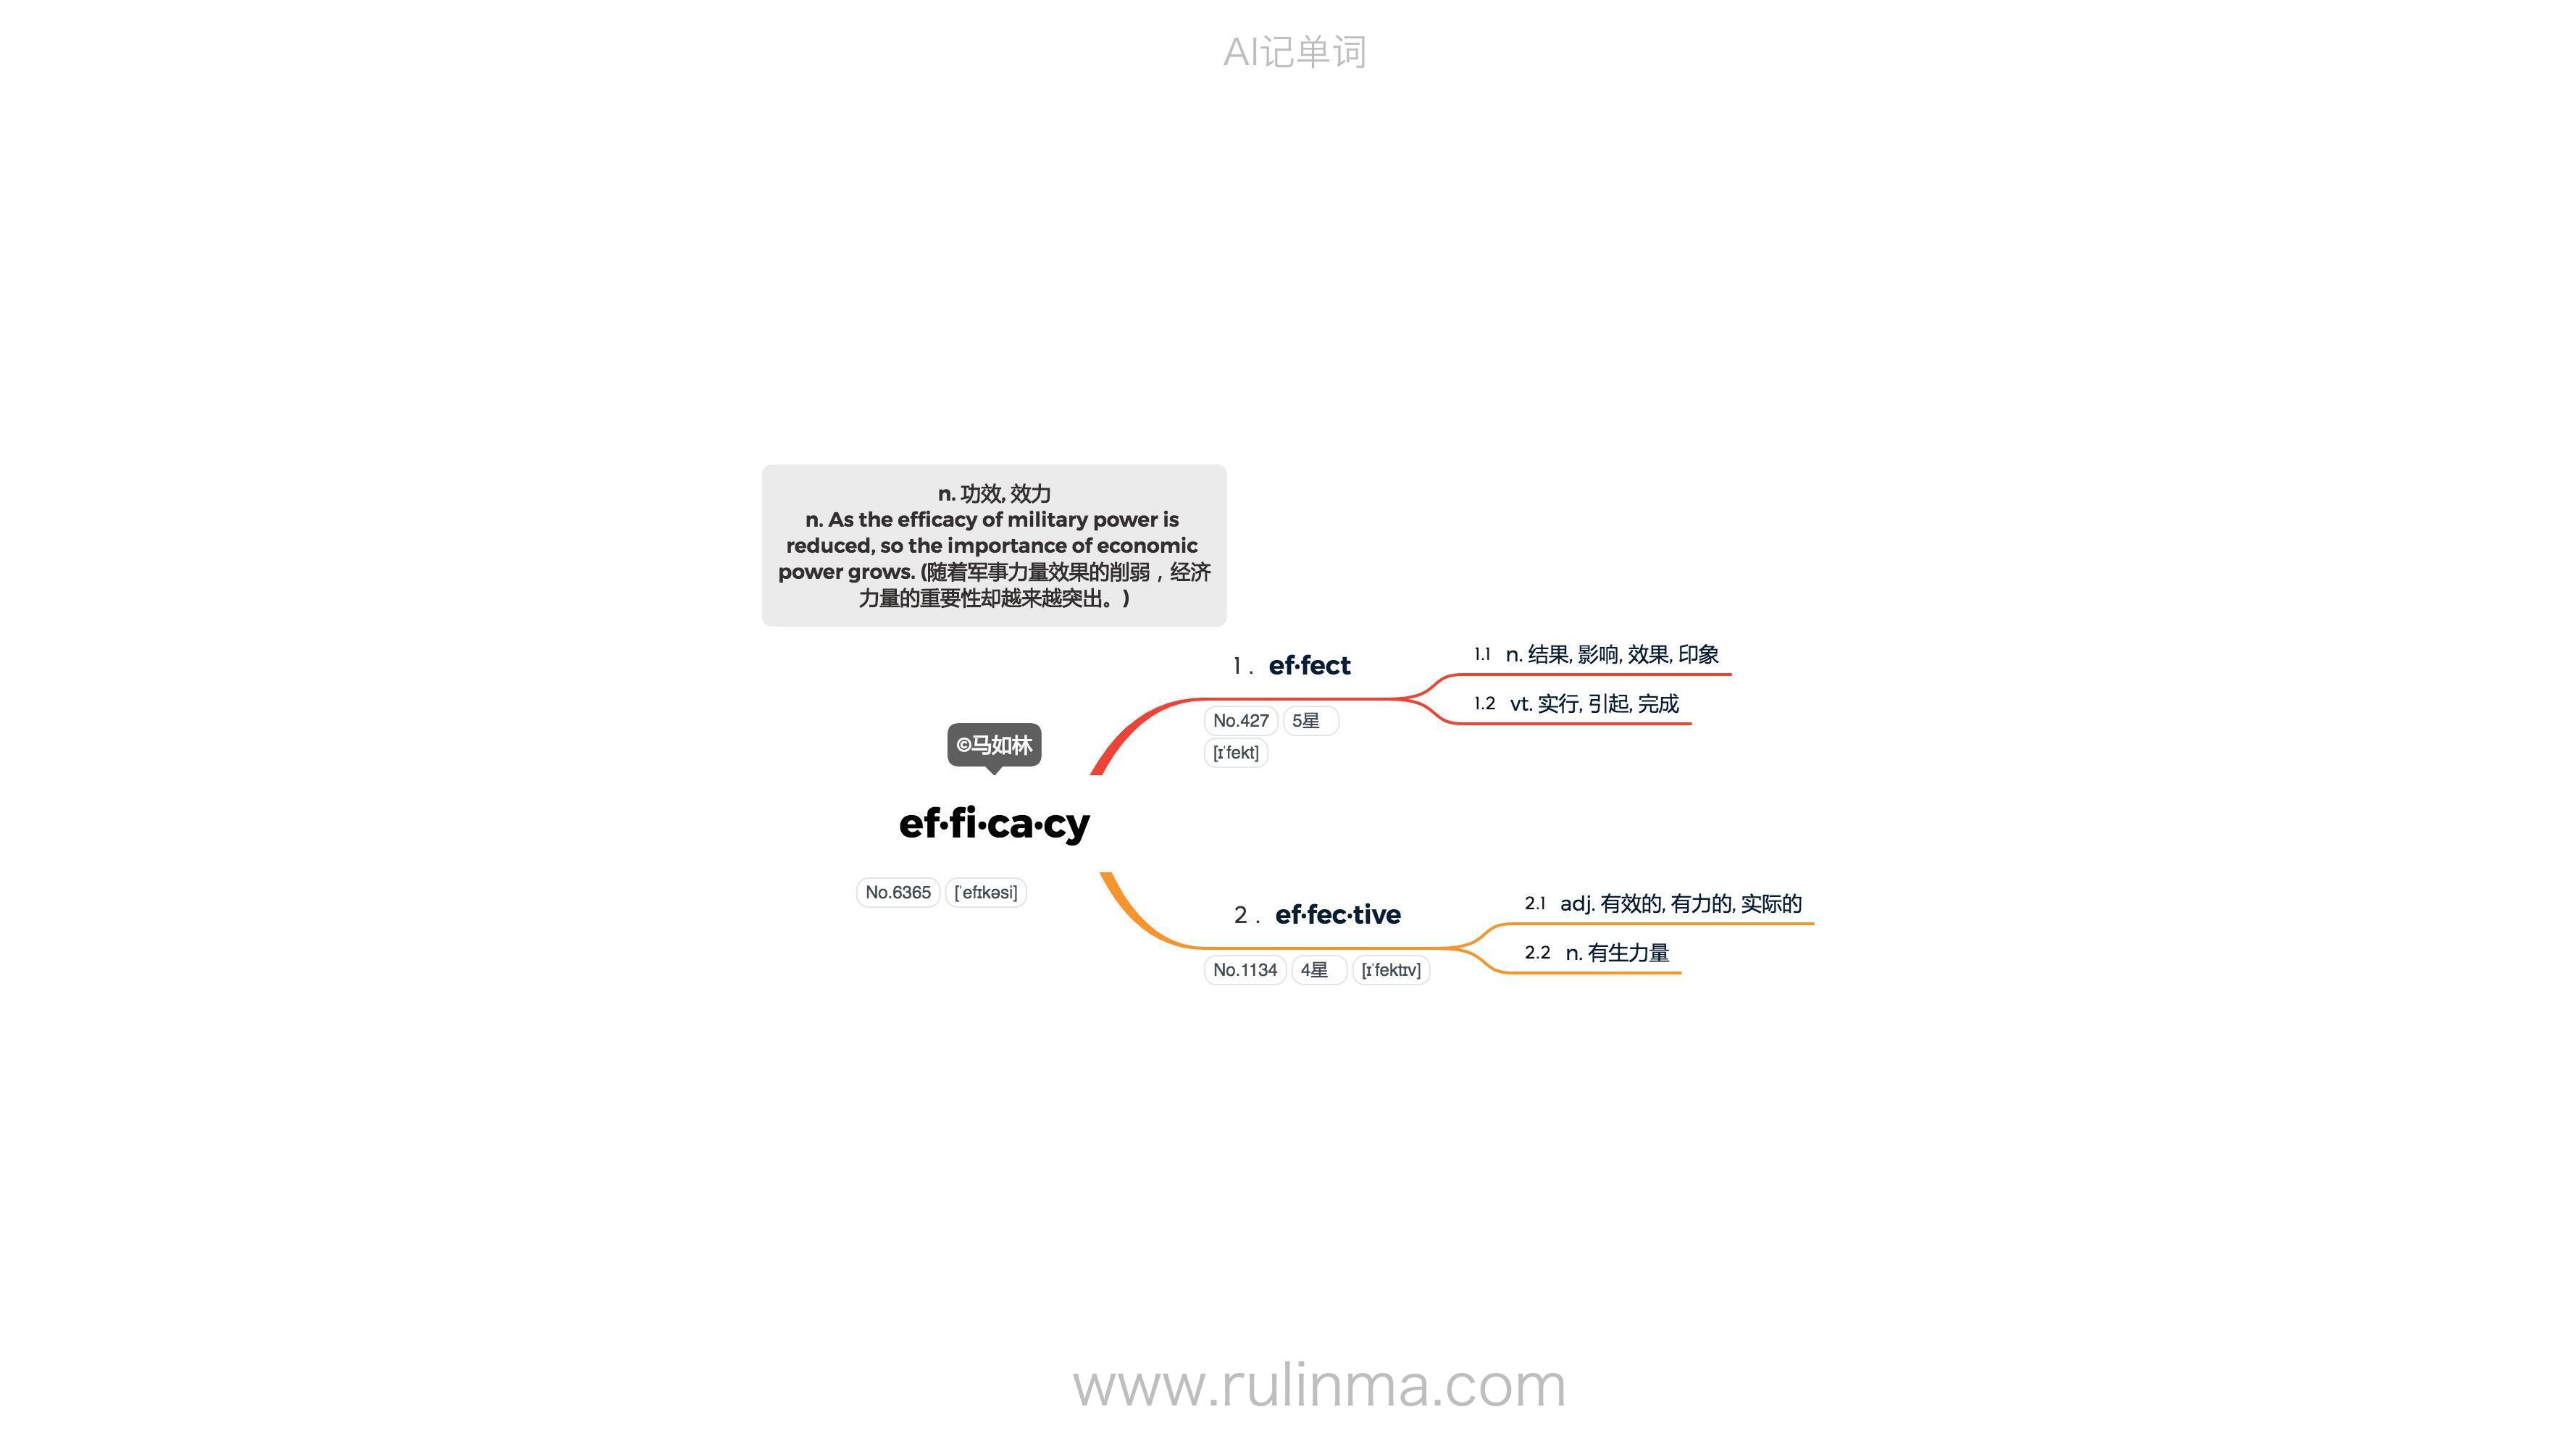 AI记单词
n. 功效, 效力
n. As the efficacy of military power is
reduced, so the importance of economic
power grows. (随着军事力量效果的削弱，经济
力量的重要性却越来越突出。)
1. ef·fect
No.427 5星
[ɪˈfekt]
1.1 n. 结果, 影响, 效果, 印象
1.2 vt. 实行, 引起, 完成
©马如林
ef·fi·ca·cy
No.6365 [ˈefɪkəsi]
2. ef·fec·tive
No.1134 4星 [ɪˈfektɪv]
2.1 adj. 有效的, 有力的, 实际的
2.2 n. 有生力量
www.rulinma.com